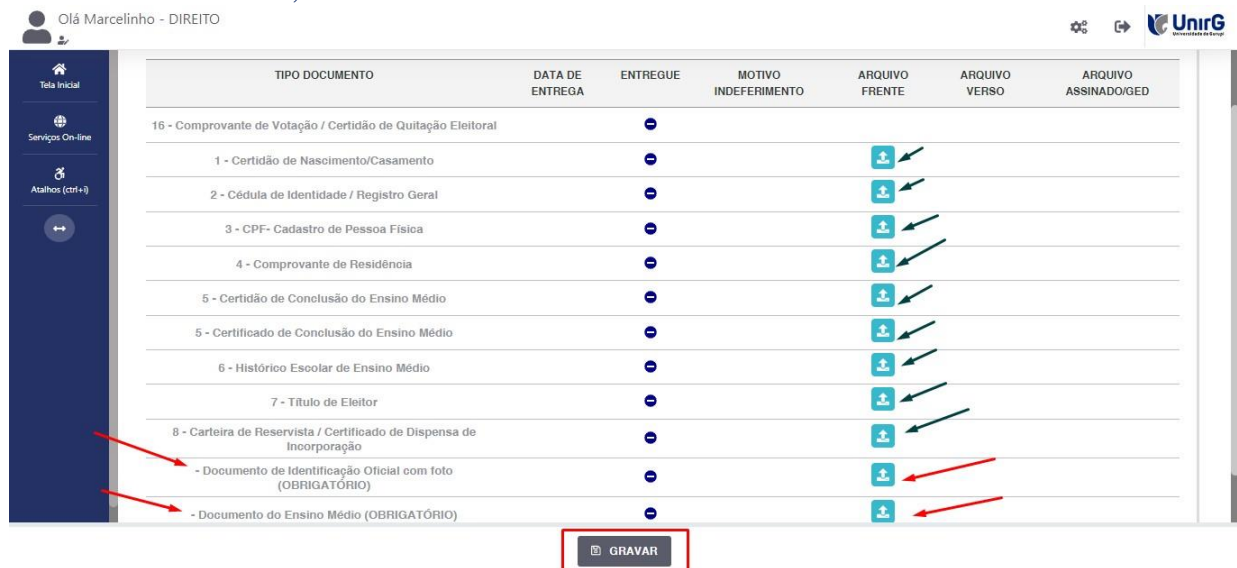 Olá Marcelinho - DIREITO
UnirG
Universidade de Gurupi
Tela Inicial
Serviços On-line
Atalhos (ctrl+i)
TIPO DOCUMENTO
DATA DE ENTREGA
ENTREGUE
MOTIVO INDEFERIMENTO
ARQUIVO FRENTE
ARQUIVO VERSO
ARQUIVO ASSINADO/GED
16 - Comprovante de Votação / Certidão de Quitação Eleitoral
1 - Certidão de Nascimento/Casamento
2 - Cédula de Identidade / Registro Geral
3 - CPF- Cadastro de Pessoa Física
4 - Comprovante de Residência
5 - Certidão de Conclusão do Ensino Médio
5 - Certificado de Conclusão do Ensino Médio
6 - Histórico Escolar de Ensino Médio
7 - Título de Eleitor
8 - Carteira de Reservista / Certificado de Dispensa de
Incorporação
- Documento de Identificação Oficial com foto
(OBRIGATÓRIO)
- Documento do Ensino Médio (OBRIGATÓRIO)
GRAVAR